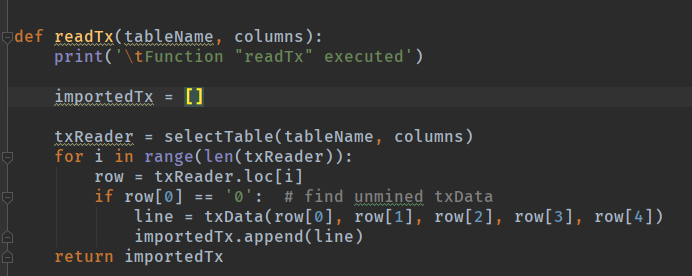 def readTx(tableName, columns):
    print('\tFunction "readTx" executed')
    importedTx = []
    txReader = selectTable(tableName, columns)
    for i in range(len(txReader)):
        row = txReader.loc[i]
        if row[0] == '0':  # find unmined txData
            line = txData(row[0], row[1], row[2], row[3], row[4])
            importedTx.append(line)
    return importedTx